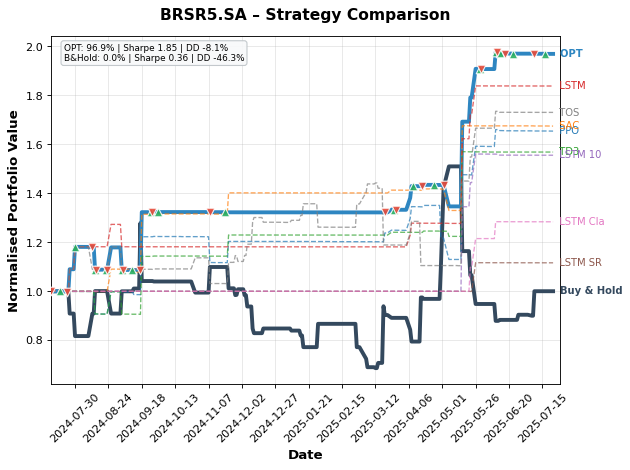 BRSR5.SA – Strategy Comparison
OPT: 96.9% | Sharpe 1.85 | DD -8.1%
B&Hold: 0.0% | Sharpe 0.36 | DD -46.3%
Normalised Portfolio Value
2.0
1.8
1.6
1.4
1.2
1.0
0.8
OPT
LSTM
TOS
SAC
PPO
TD3
LSTM 10
LSTM Cla
LSTM SR
Buy & Hold
2024-07-30
2024-08-24
2024-09-18
2024-10-13
2024-11-07
2024-12-02
2024-12-27
2025-01-21
2025-02-15
2025-03-12
2025-04-06
2025-05-01
2025-05-26
2025-06-20
2025-07-15
Date